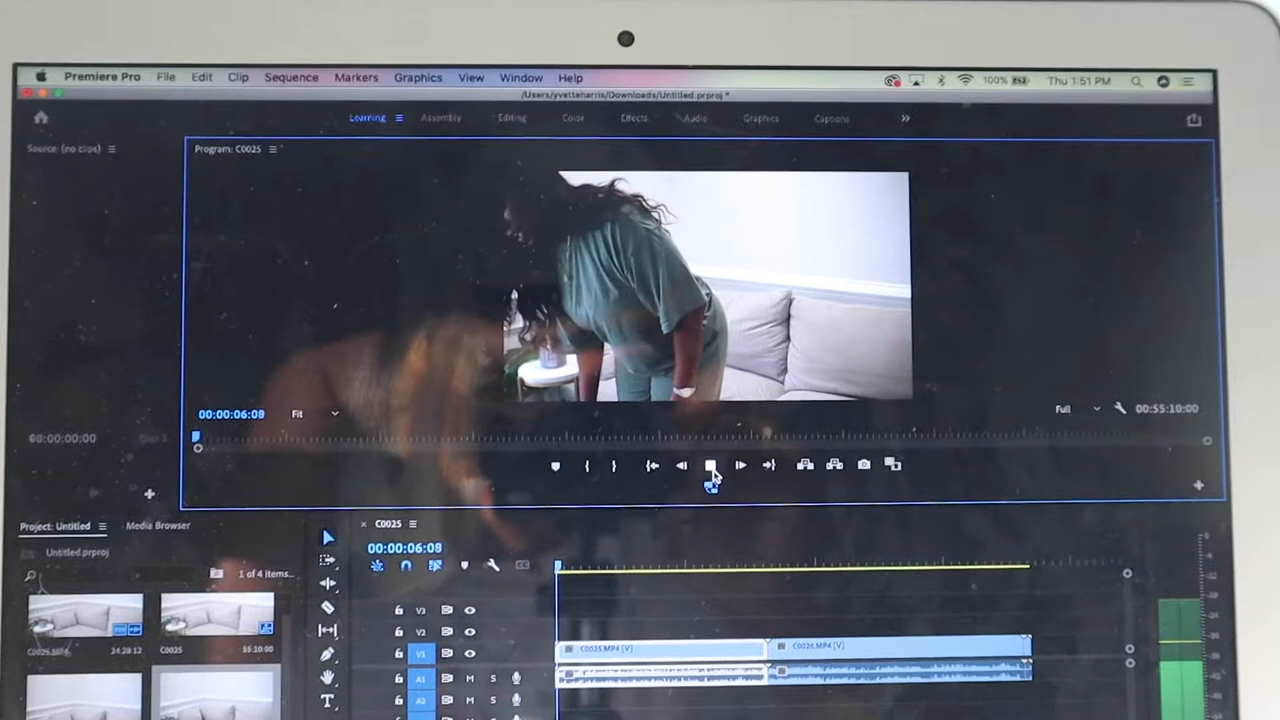 Premiere Pro File Edit Clip Sequence Markers Graphics View Window Help 100% Thu 1:51 PM
/Users/yvetteharris/Downloads/Untitled.prproj *
Learning Assembly Editing Color Effects Audio Graphics Captions
Source: (no clips)
Program: C0025
00:00:06:08 Fit Full 00:55:10:00
00:00:00:00
Project: Untitled Media Browser
C0025
Untitled.prproj
00:00:06:08
1 of 4 items...
V3
V2
C0025.MP4 24:28:12 C0025 55:10:00
V1 C0025.MP4 [V] C0026.MP4 [V]
A1 M S
A2 M S